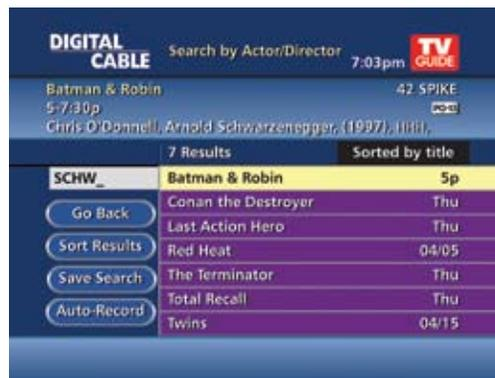 DIGITAL CABLE
Search by Actor/Director
7:03pm
TV GUIDE
Batman & Robin
42 SPIKE
5-7:30p
PG-13
Chris O'Donnell, Arnold Schwarzenegger, (1997),
7 Results
Sorted by title
SCHW_
Batman & Robin 5p
Go Back
Conan the Destroyer Thu
Last Action Hero Thu
Sort Results
Red Heat 04/05
Save Search
The Terminator Thu
Auto-Record
Total Recall Thu
Twins 04/15